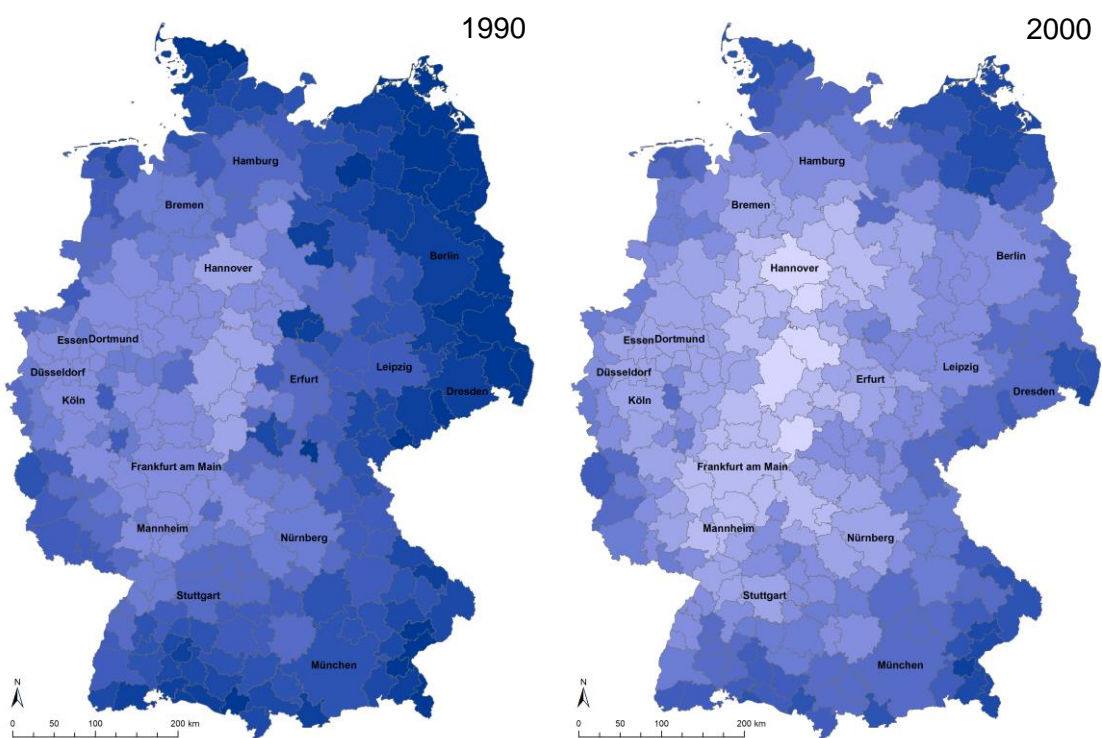 1990
Hamburg
Bremen
Berlin
Hannover
EssenDortmund
Düsseldorf
Leipzig
Erfurt
Dresden
Köln
Frankfurt am Main
Mannheim
Nürnberg
Stuttgart
München
N
0 50 100 200 km
2000
Hamburg
Bremen
Berlin
Hannover
EssenDortmund
Düsseldorf
Leipzig
Erfurt
Dresden
Köln
Frankfurt am Main
Mannheim
Nürnberg
Stuttgart
München
N
0 50 100 200 km